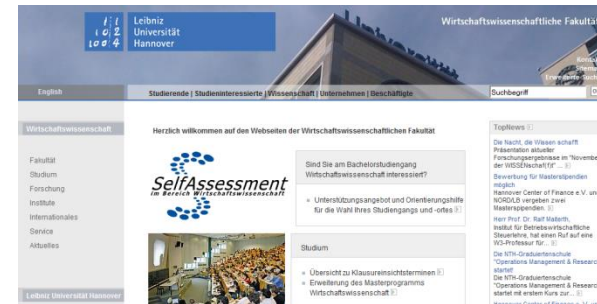 Leibniz
Universität
Hannover
Wirtschaftswissenschaftliche Fakultät
English
Studierende | Studieninteressierte | Wissenschaft | Unternehmen | Beschäftigte
Suchbegriff
Wirtschaftswissenschaft
Fakultät
Studium
Forschung
Institute
Internationales
Service
Aktuelles
Leibniz Universität Hannover
Herzlich willkommen auf den Webseiten der Wirtschaftswissenschaftlichen Fakultät
SelfAssessment
im Bereich Wirtschaftswissenschaft
Sind Sie am Bachelorstudiengang
Wirtschaftswissenschaft interessiert?
Unterstützungsangebot und Orientierungshilfe
für die Wahl Ihres Studiengangs und -ortes
Studium
Übersicht zu Klausureinsichtsterminen
Erweiterung des Masterprogramms
Wirtschaftswissenschaft
TopNews
Die Nacht, die Wissen schafft
Präsentation aktueller
Forschungsergebnisse im "November
der WISSENschaf(f)t" ...
Bewerbung für Masterstipendien
möglich
Hannover Center of Finance e.V. und
NORD/LB vergeben zwei
Masterstipendien.
Herr Prof. Dr. Ralf Maiterth,
Institut für Betriebswirtschaftliche
Steuerlehre, hat einen Ruf auf eine
W3-Professur für...
Die NTH-Graduiertenschule
"Operations Management & Research"
startet!
Die NTH-Graduiertenschule
"Operations Management & Research"
startet mit erstem Kurs zur...